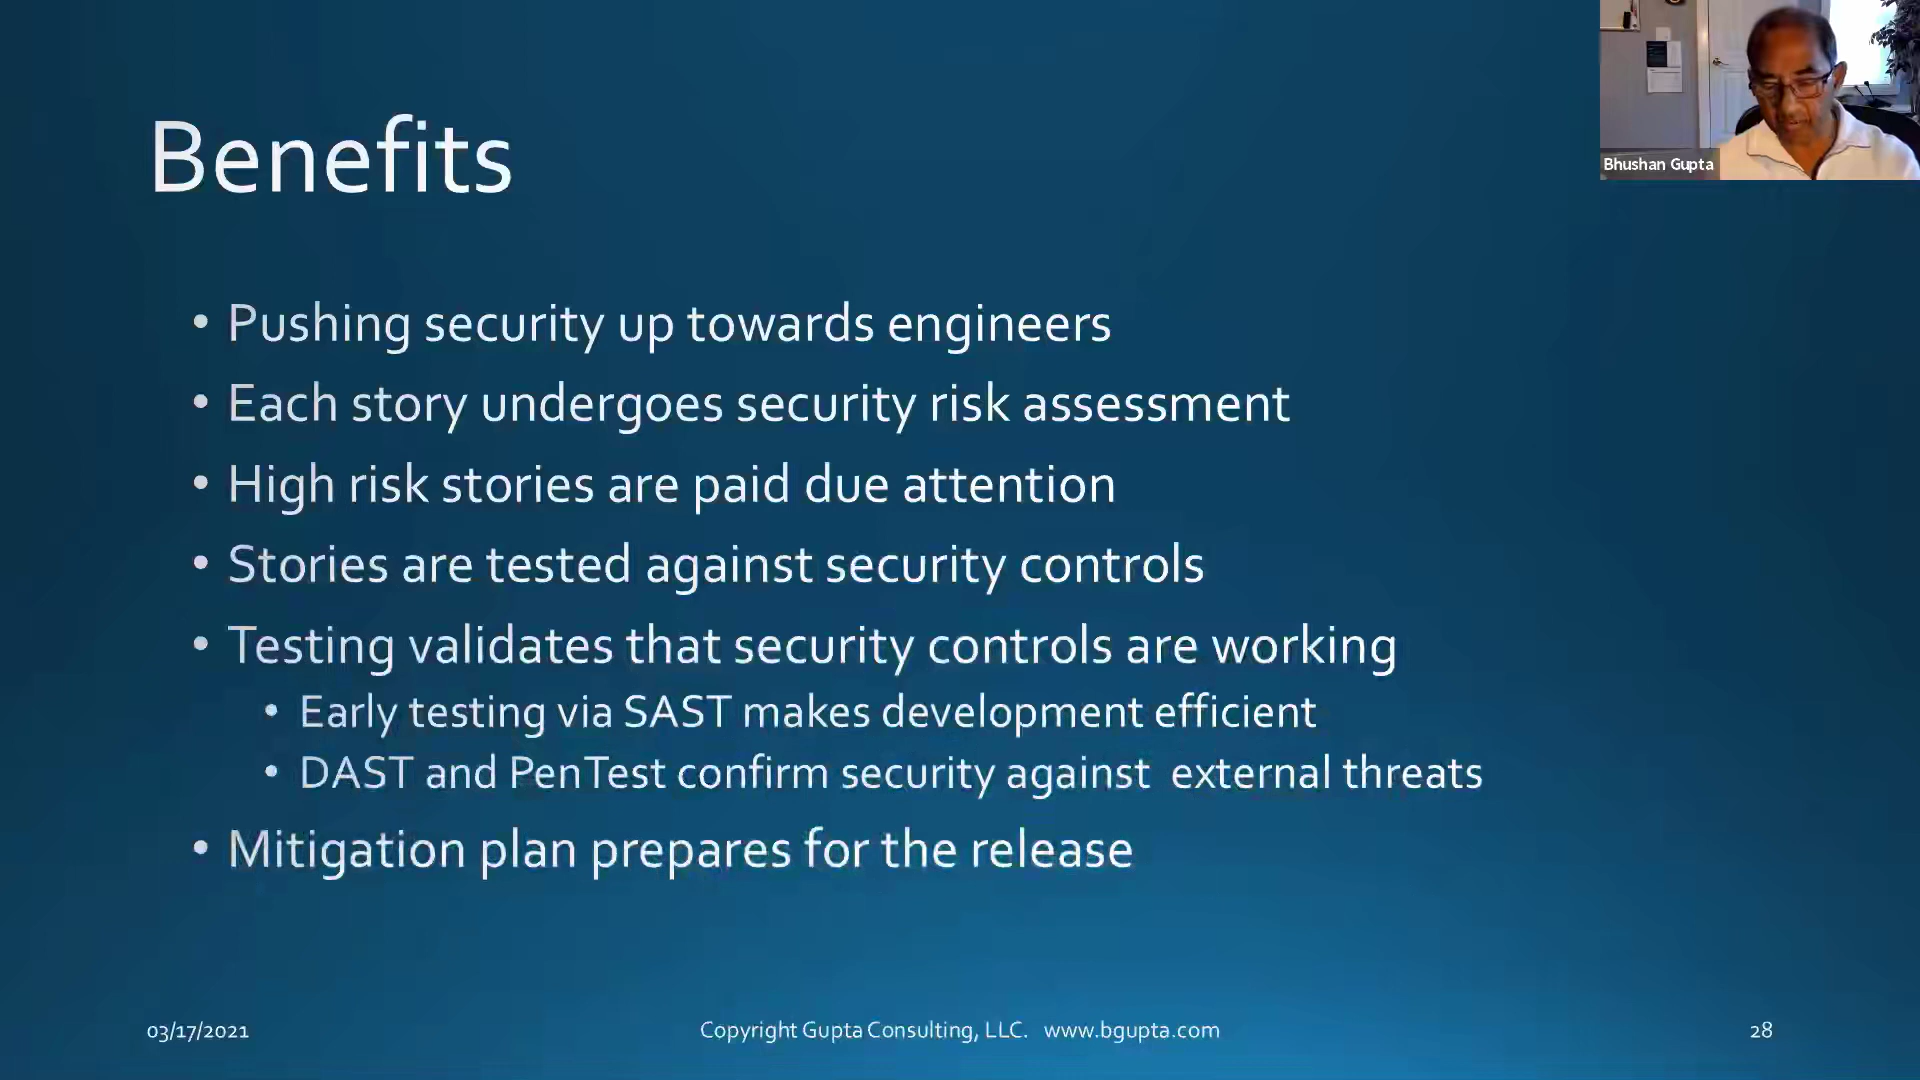 Bhushan Gupta
Benefits
• Pushing security up towards engineers
• Each story undergoes security risk assessment
• High risk stories are paid due attention
• Stories are tested against security controls
• Testing validates that security controls are working
• Early testing via SAST makes development efficient
• DAST and PenTest confirm security against external threats
• Mitigation plan prepares for the release
03/17/2021
Copyright Gupta Consulting, LLC. www.bgupta.com
28